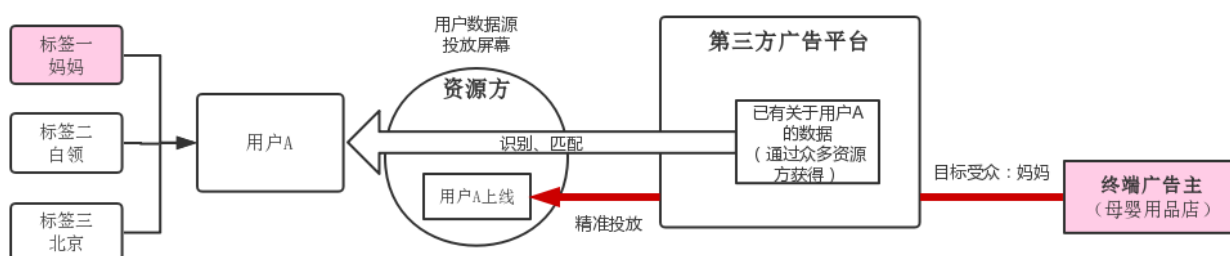 标签一
妈妈
标签二
白领
标签三
北京
用户A
用户数据源
投放屏幕
资源方
识别、匹配
用户A上线
精准投放
第三方广告平台
已有关于用户A
的数据
（通过众多资源
方获得）
目标受众：妈妈
终端广告主
（母婴用品店）